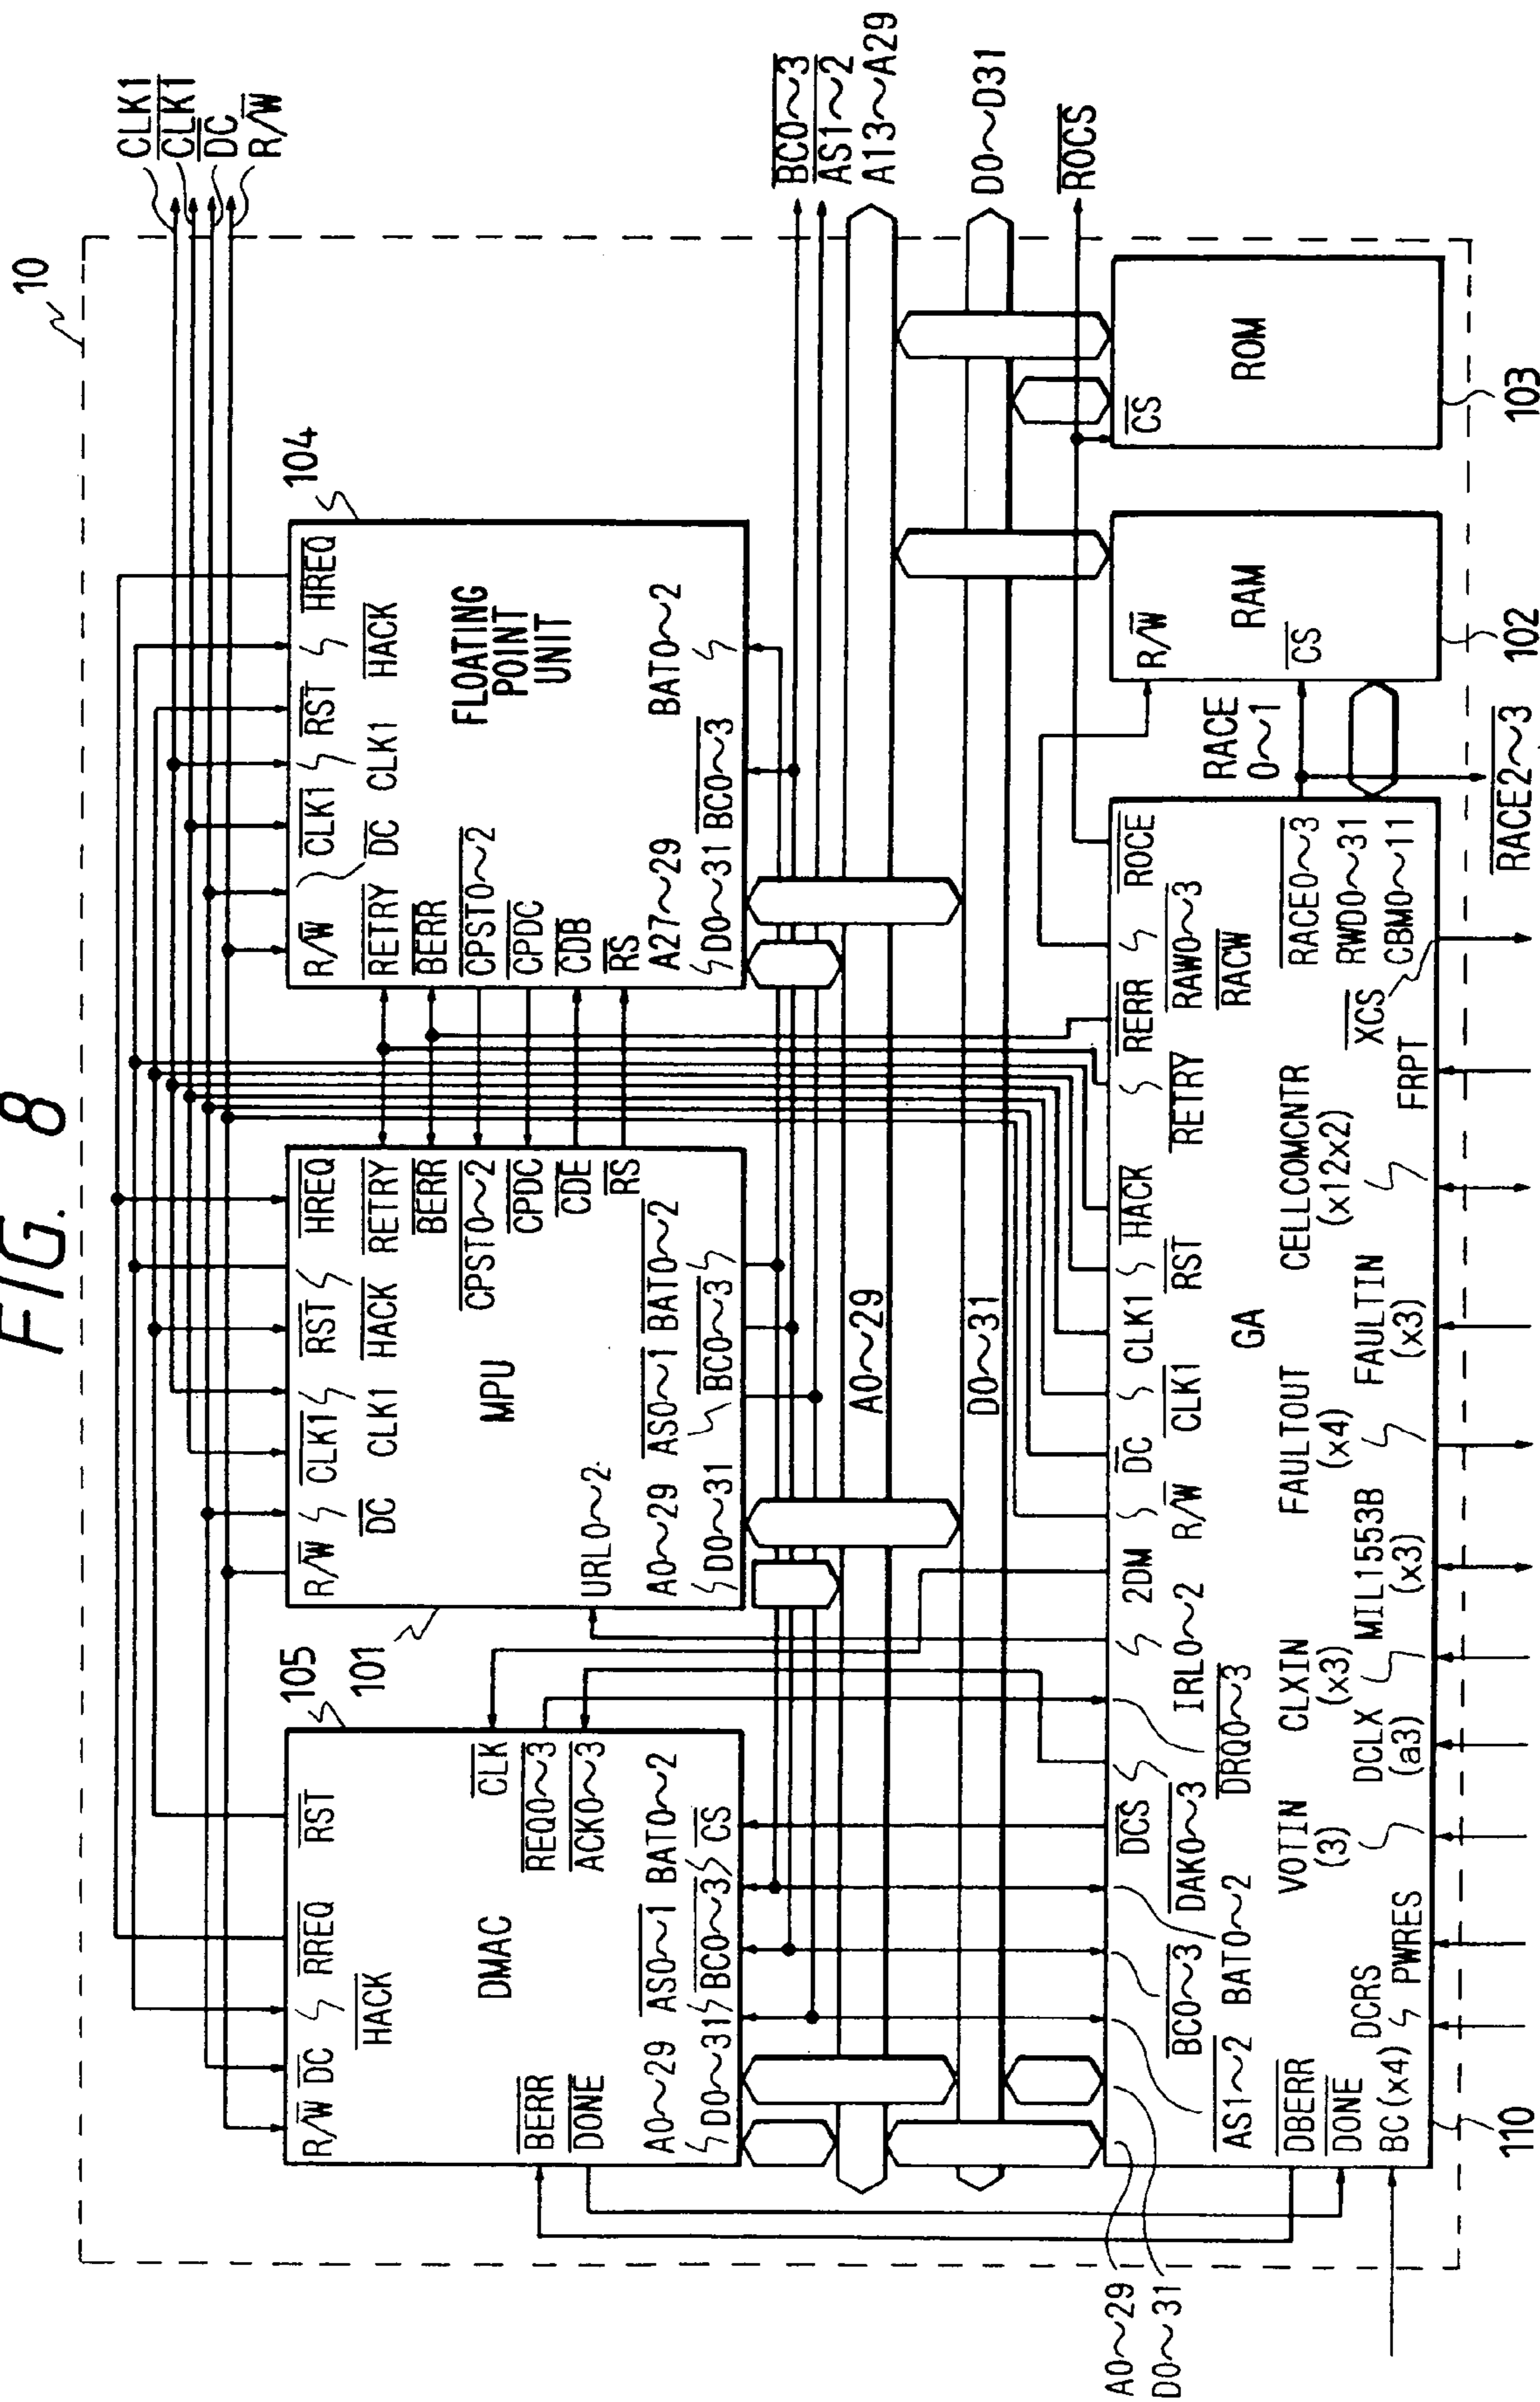 FIG. 8
10
CLK1
CLK1
DC
R/W
BC0~3
AS1~2
A13~A29
D0~D31
ROCS
105
R/W
DC
HACK
RREQ
RST
BERR
DONE
DMAC
CLK
REQ0~3
ACK0~3
A0~29
AS0~1
BAT0~2
D0~31
BC0~3
CS
101
R/W
DC
CLK1
CLK1
RST
HACK
HREQ
RETRY
BERR
CPST0~2
CPDC
CDE
RS
MPU
URL0~2
A0~29
AS0~1
BAT0~2
D0~31
BC0~3
104
R/W
DC
CLK1
CLK1
RST
HACK
HREQ
RETRY
BERR
CPST0~2
CPDC
CDB
RS
FLOATING
POINT
UNIT
BAT0~2
A27~29
D0~31
BC0~3
A0~29
D0~31
A0~29
D0~31
AS1~2
BC0~3
BAT0~2
DCS
DAK0~3
DRQ0~3
IRL0~2
2DM
R/W
DC
CLK1
CLK1
RST
HACK
RETRY
RERR
RAW0~3
RACW
ROCE
DBERR
DONE
BC(x4)
DCRS
PWRES
VOTIN
(3)
DCLX
(a3)
CLXIN
(x3)
MIL1553B
(x3)
FAULTOUT
(x4)
FAULTIN
(x3)
GA
CELLCOMCNTR
(x12x2)
FRPT
XCS
RACE0~3
RWD0~31
CBM0~11
110
RACE
0~1
RACE2~3
R/W
RAM
CS
102
CS
ROM
103